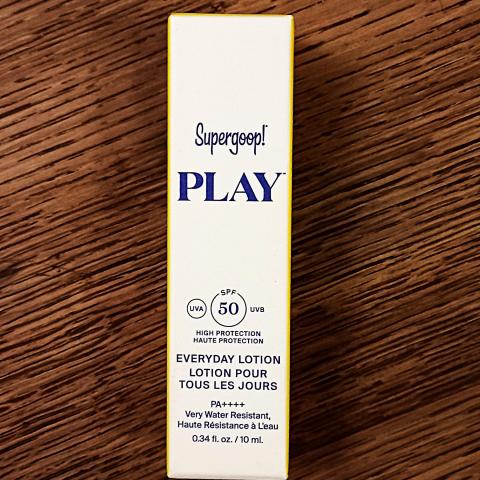 Supergoop!™
PLAY™
SPF
UVA 50 UVB
HIGH PROTECTION
HAUTE PROTECTION
EVERYDAY LOTION
LOTION POUR
TOUS LES JOURS
PA++++
Very Water Resistant,
Haute Résistance à L'eau
0.34 fl. oz. / 10 ml.